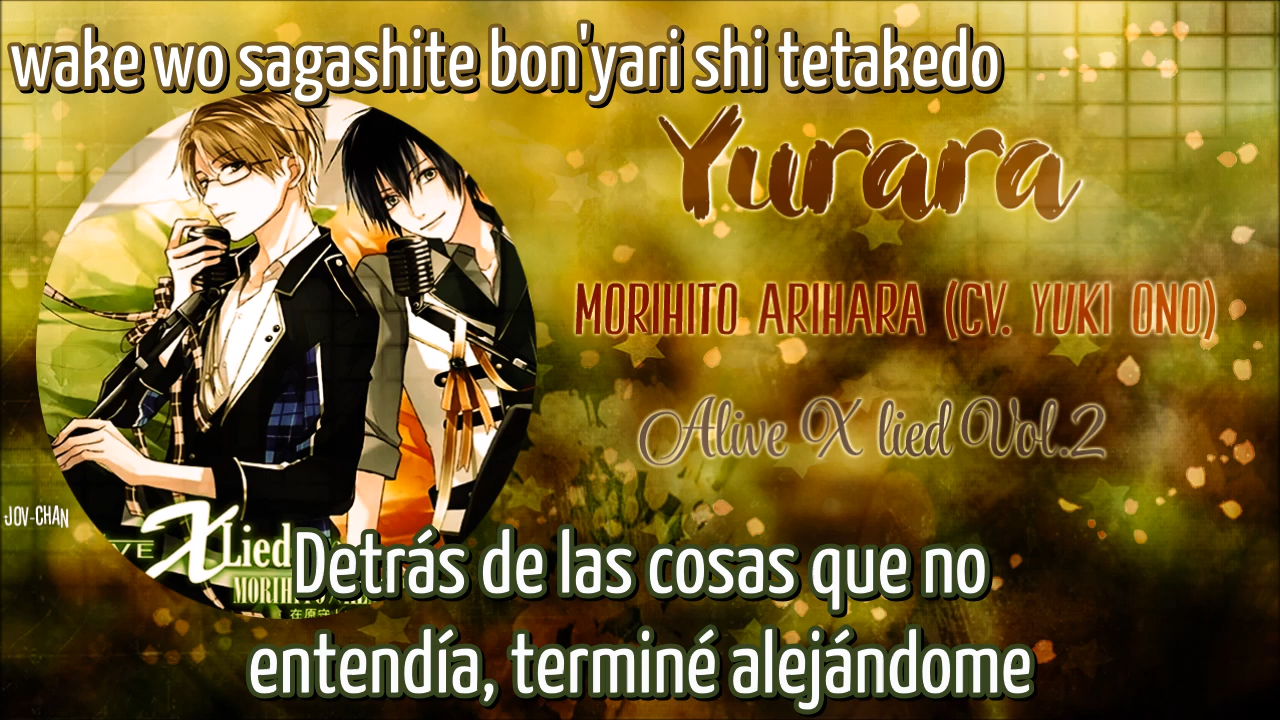 wake wo sagashite bon'yari shi tetakedo
Yurara
MORIHITO ARIHARA (CV. YUKI ONO)
Alive X lied Vol.2
JOV-CHAN
X Lied
Detrás de las cosas que no
entendía, terminé alejándome